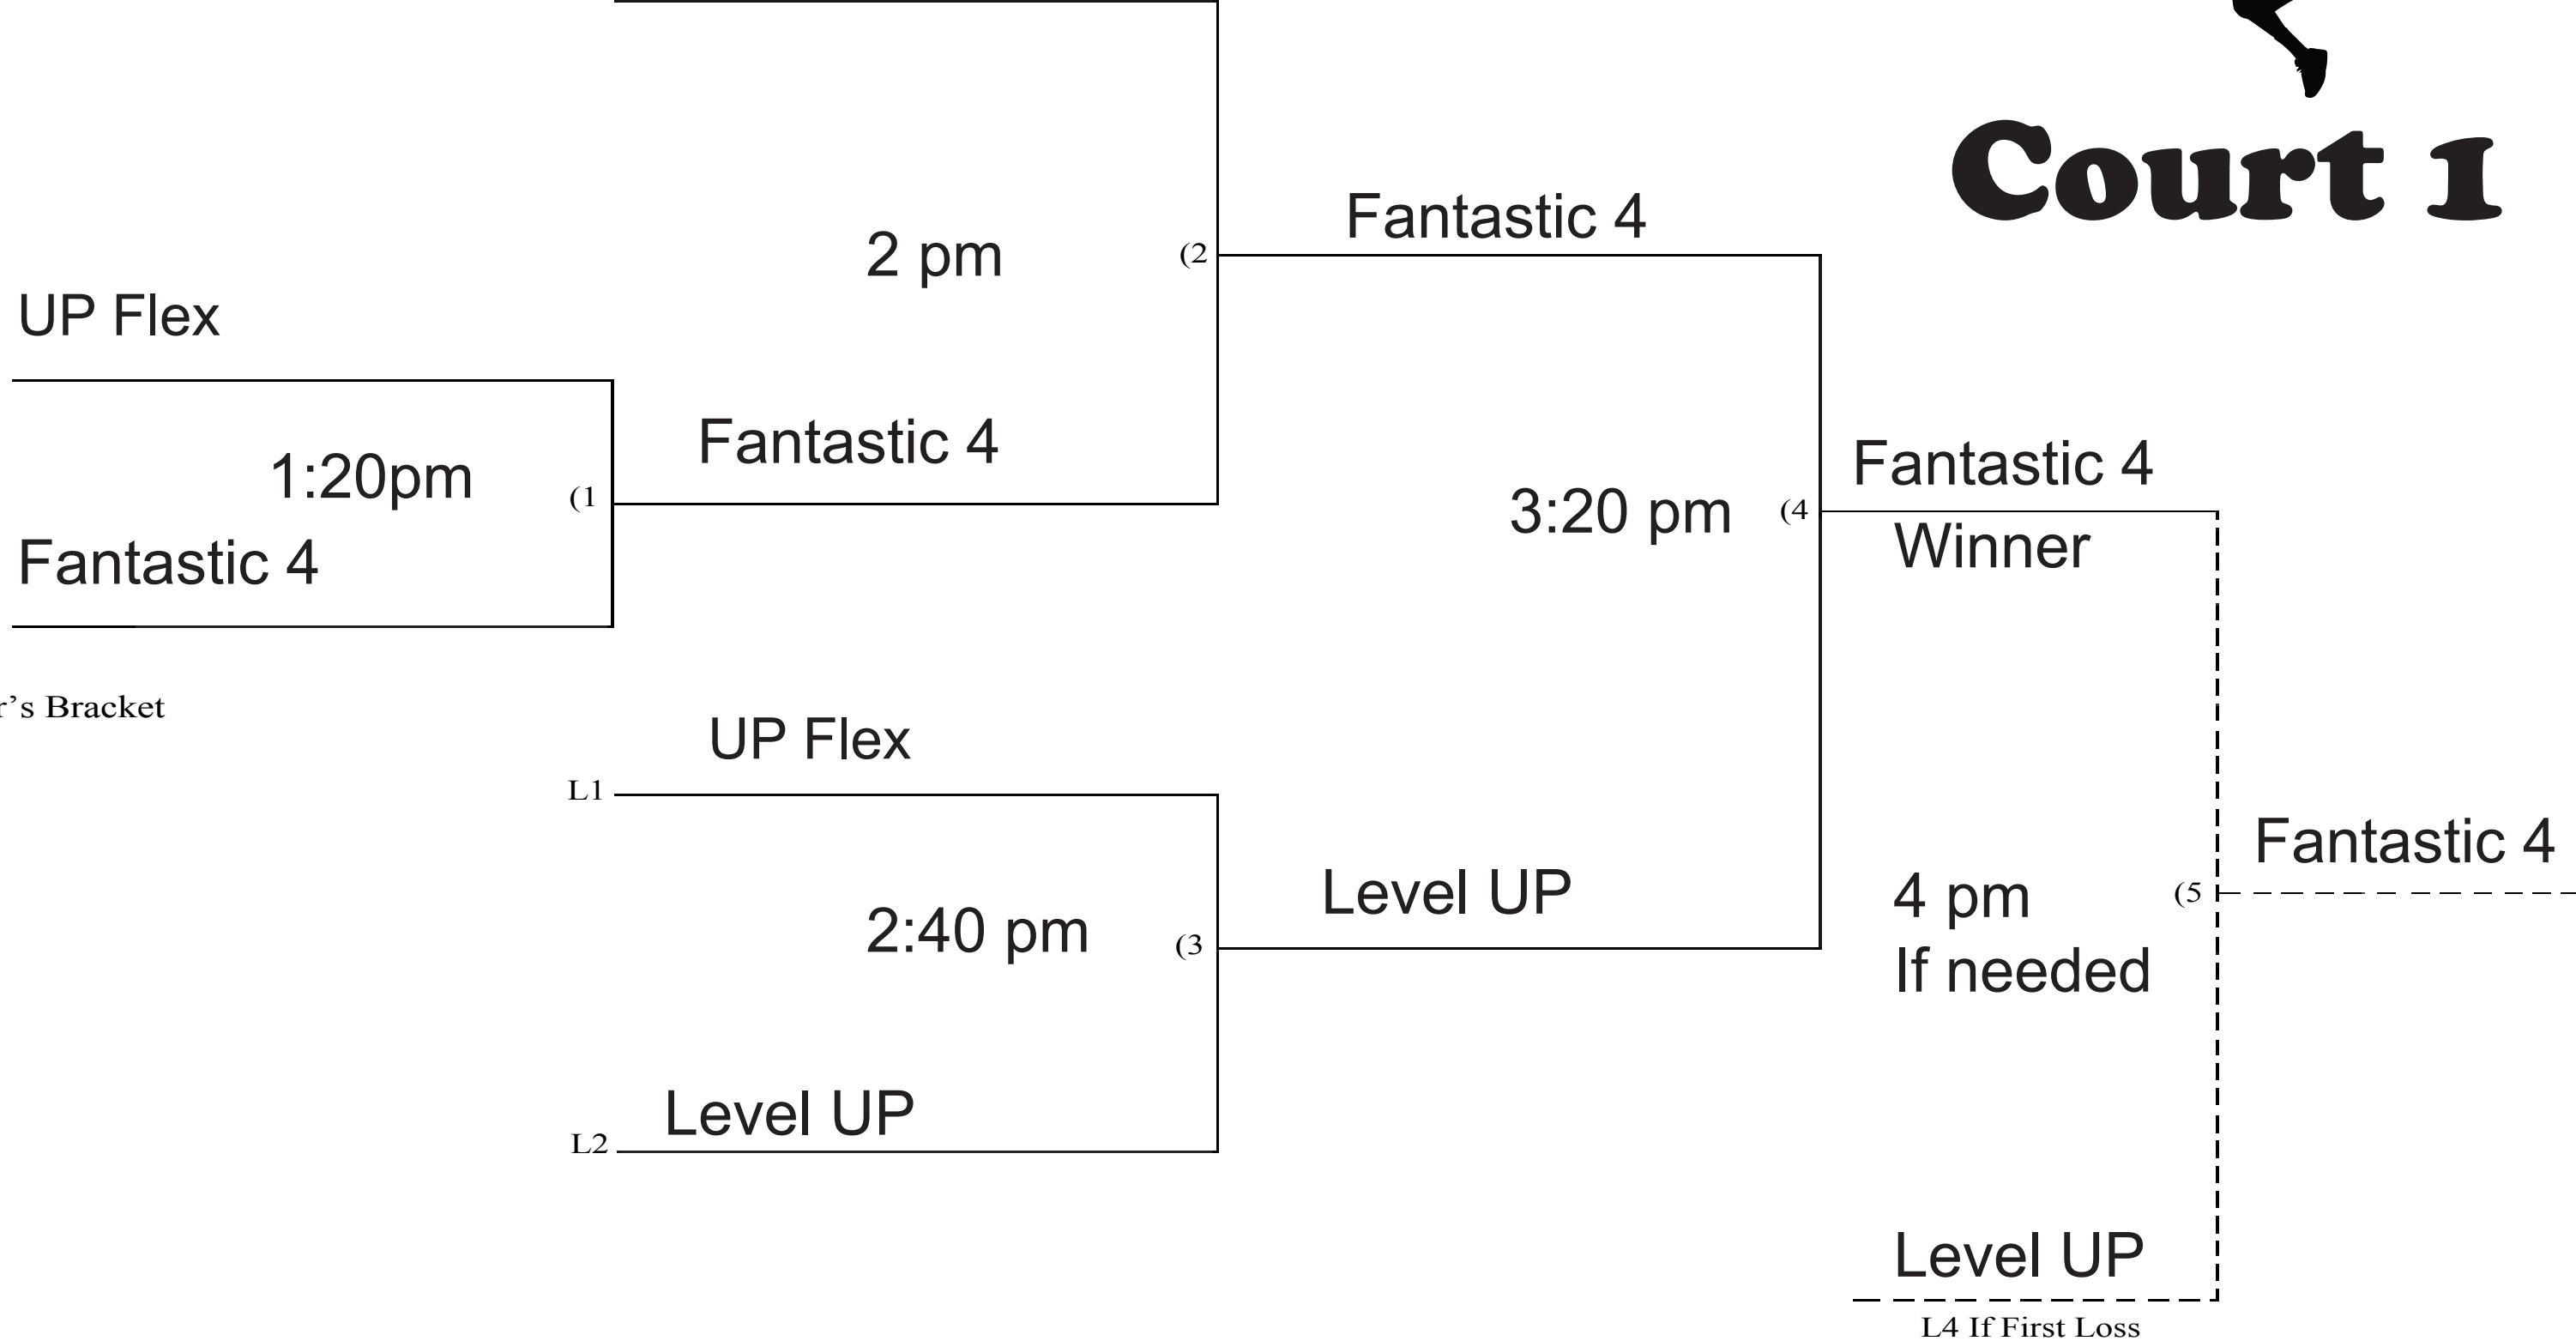 Court 1
Fantastic 4
2 pm
(2
UP Flex
Fantastic 4
Fantastic 4
1:20pm
(1
3:20 pm
(4
Winner
Fantastic 4
r’s Bracket
UP Flex
L1
Fantastic 4
Level UP
4 pm
(5
2:40 pm
(3
If needed
Level UP
L2
Level UP
L4 If First Loss